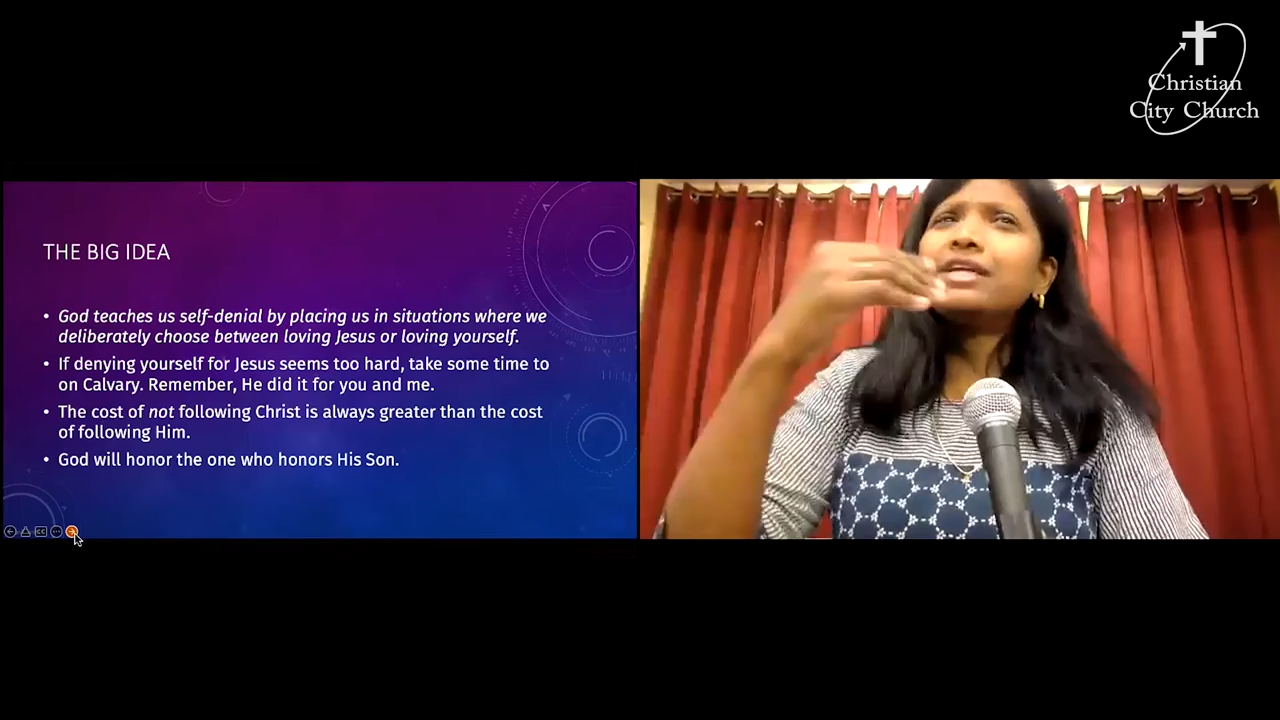 Christian
City Church
THE BIG IDEA
• God teaches us self-denial by placing us in situations where we
deliberately choose between loving Jesus or loving yourself.
• If denying yourself for Jesus seems too hard, take some time to
on Calvary. Remember, He did it for you and me.
• The cost of not following Christ is always greater than the cost
of following Him.
• God will honor the one who honors His Son.